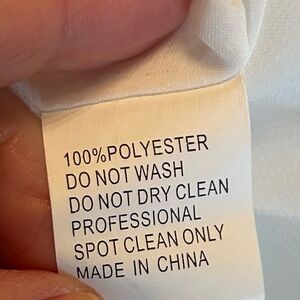 100%POLYESTER
DO NOT WASH
DO NOT DRY CLEAN
PROFESSIONAL
SPOT CLEAN ONLY
MADE IN CHINA